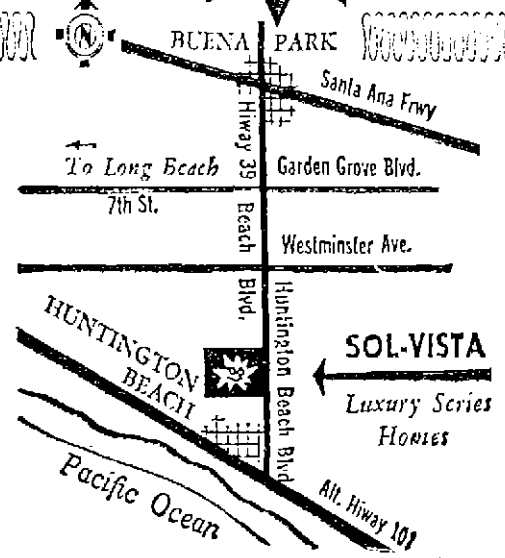 N
BUENA PARK
Santa Ana Frwy
To Long Beach
Hiway 39 Beach Blvd.
Garden Grove Blvd.
7th St.
Westminster Ave.
Huntington Beach Blvd
HUNTINGTON
BEACH
SOL-VISTA
Luxury Series
Homes
Pacific Ocean
Alt. Hiway 101